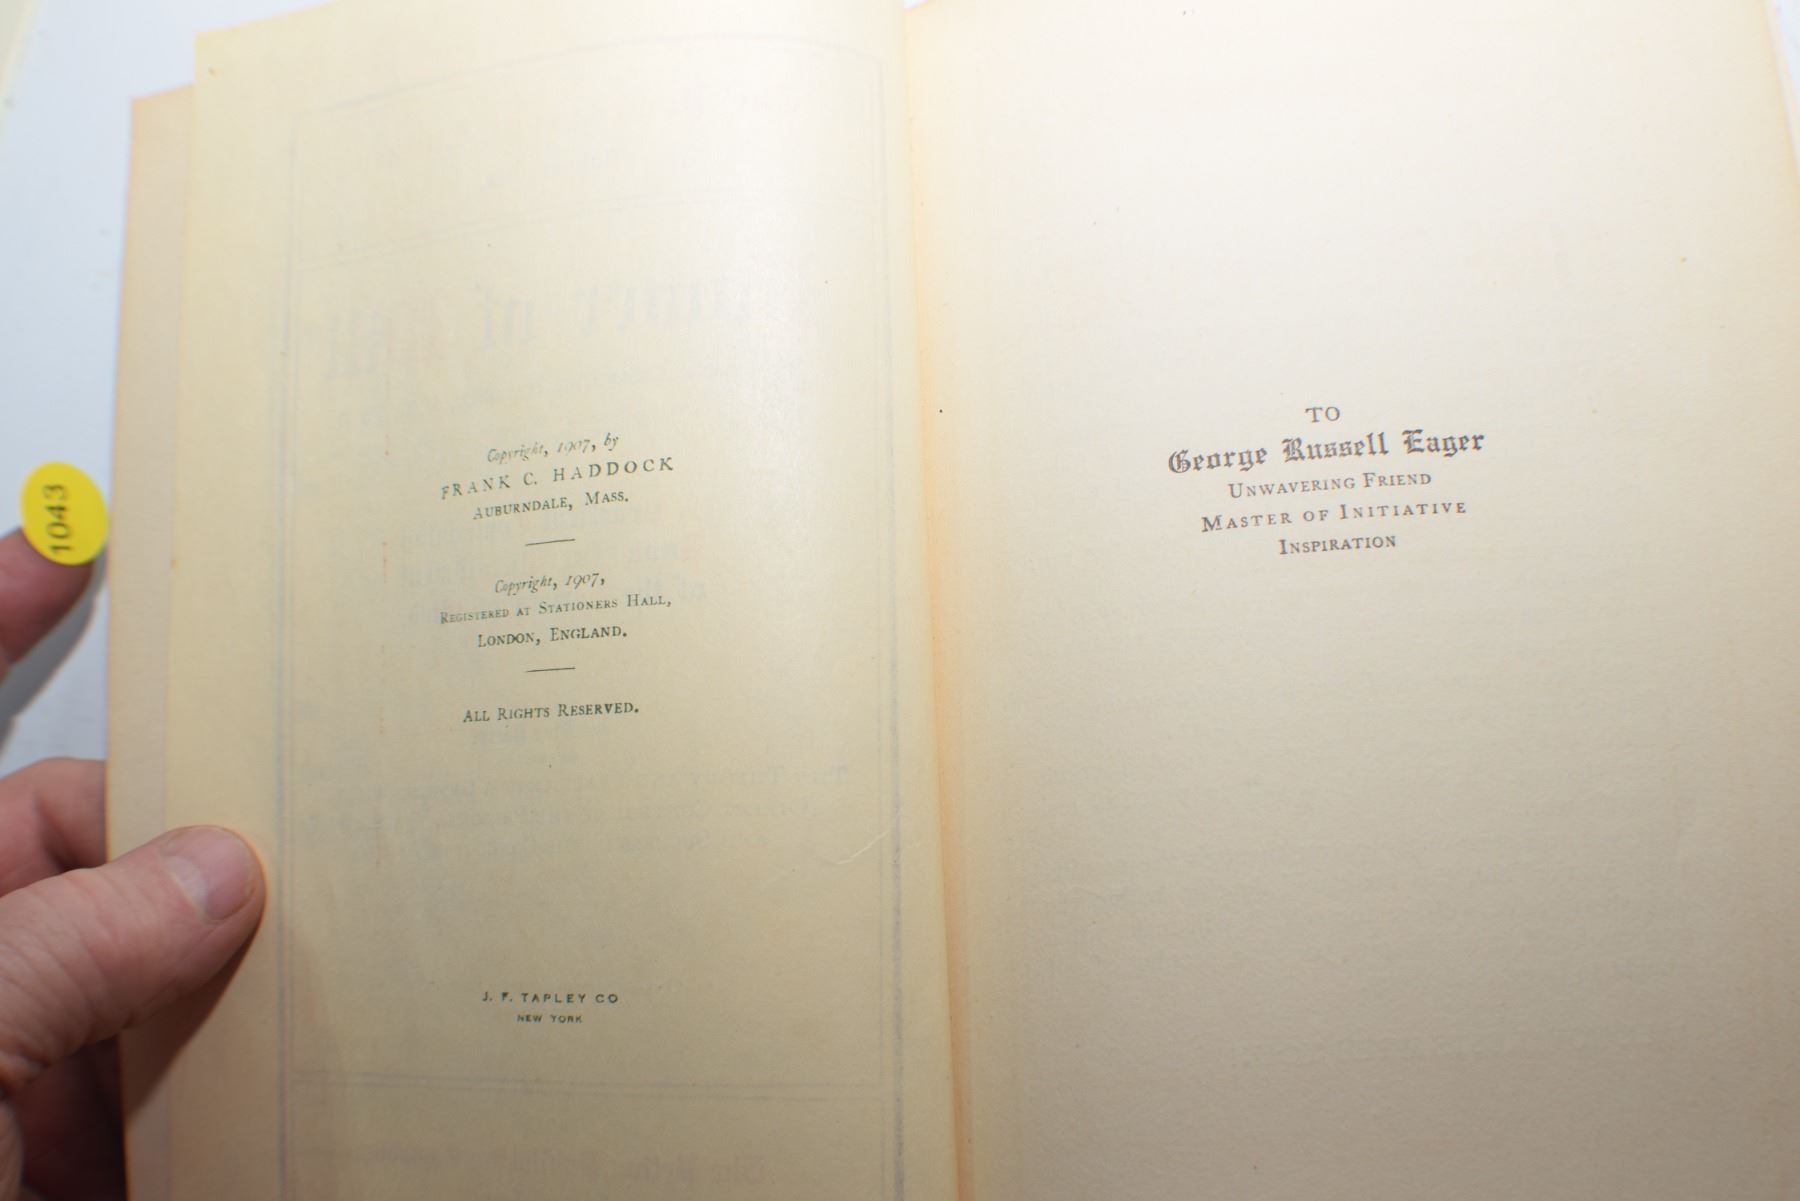 1043
Copyright, 1907, by
FRANK C. HADDOCK
AUBURNDALE, MASS.
Copyright, 1907,
REGISTERED AT STATIONERS HALL,
LONDON, ENGLAND.
ALL RIGHTS RESERVED.
J. F. TAPLEY CO
NEW YORK
TO
George Russell Eager
UNWAVERING FRIEND
MASTER OF INITIATIVE
INSPIRATION